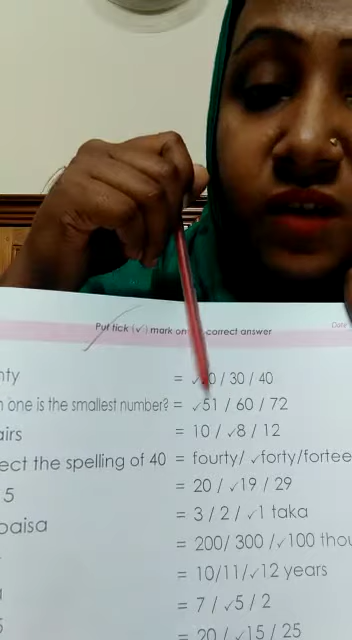 Put tick (✓) mark on correct answer
Date
nty = ✓20 / 30 / 40
one is the smallest number? = ✓51 / 60 / 72
airs = 10 / ✓8 / 12
ect the spelling of 40 = fourty/ ✓forty/fortee
5 = 20 / ✓19 / 29
paisa = 3 / 2 / ✓1 taka
= 200/ 300 /✓100 thou
= 10/11/✓12 years
= 7 / ✓5 / 2
= 20/ ✓15 / 25